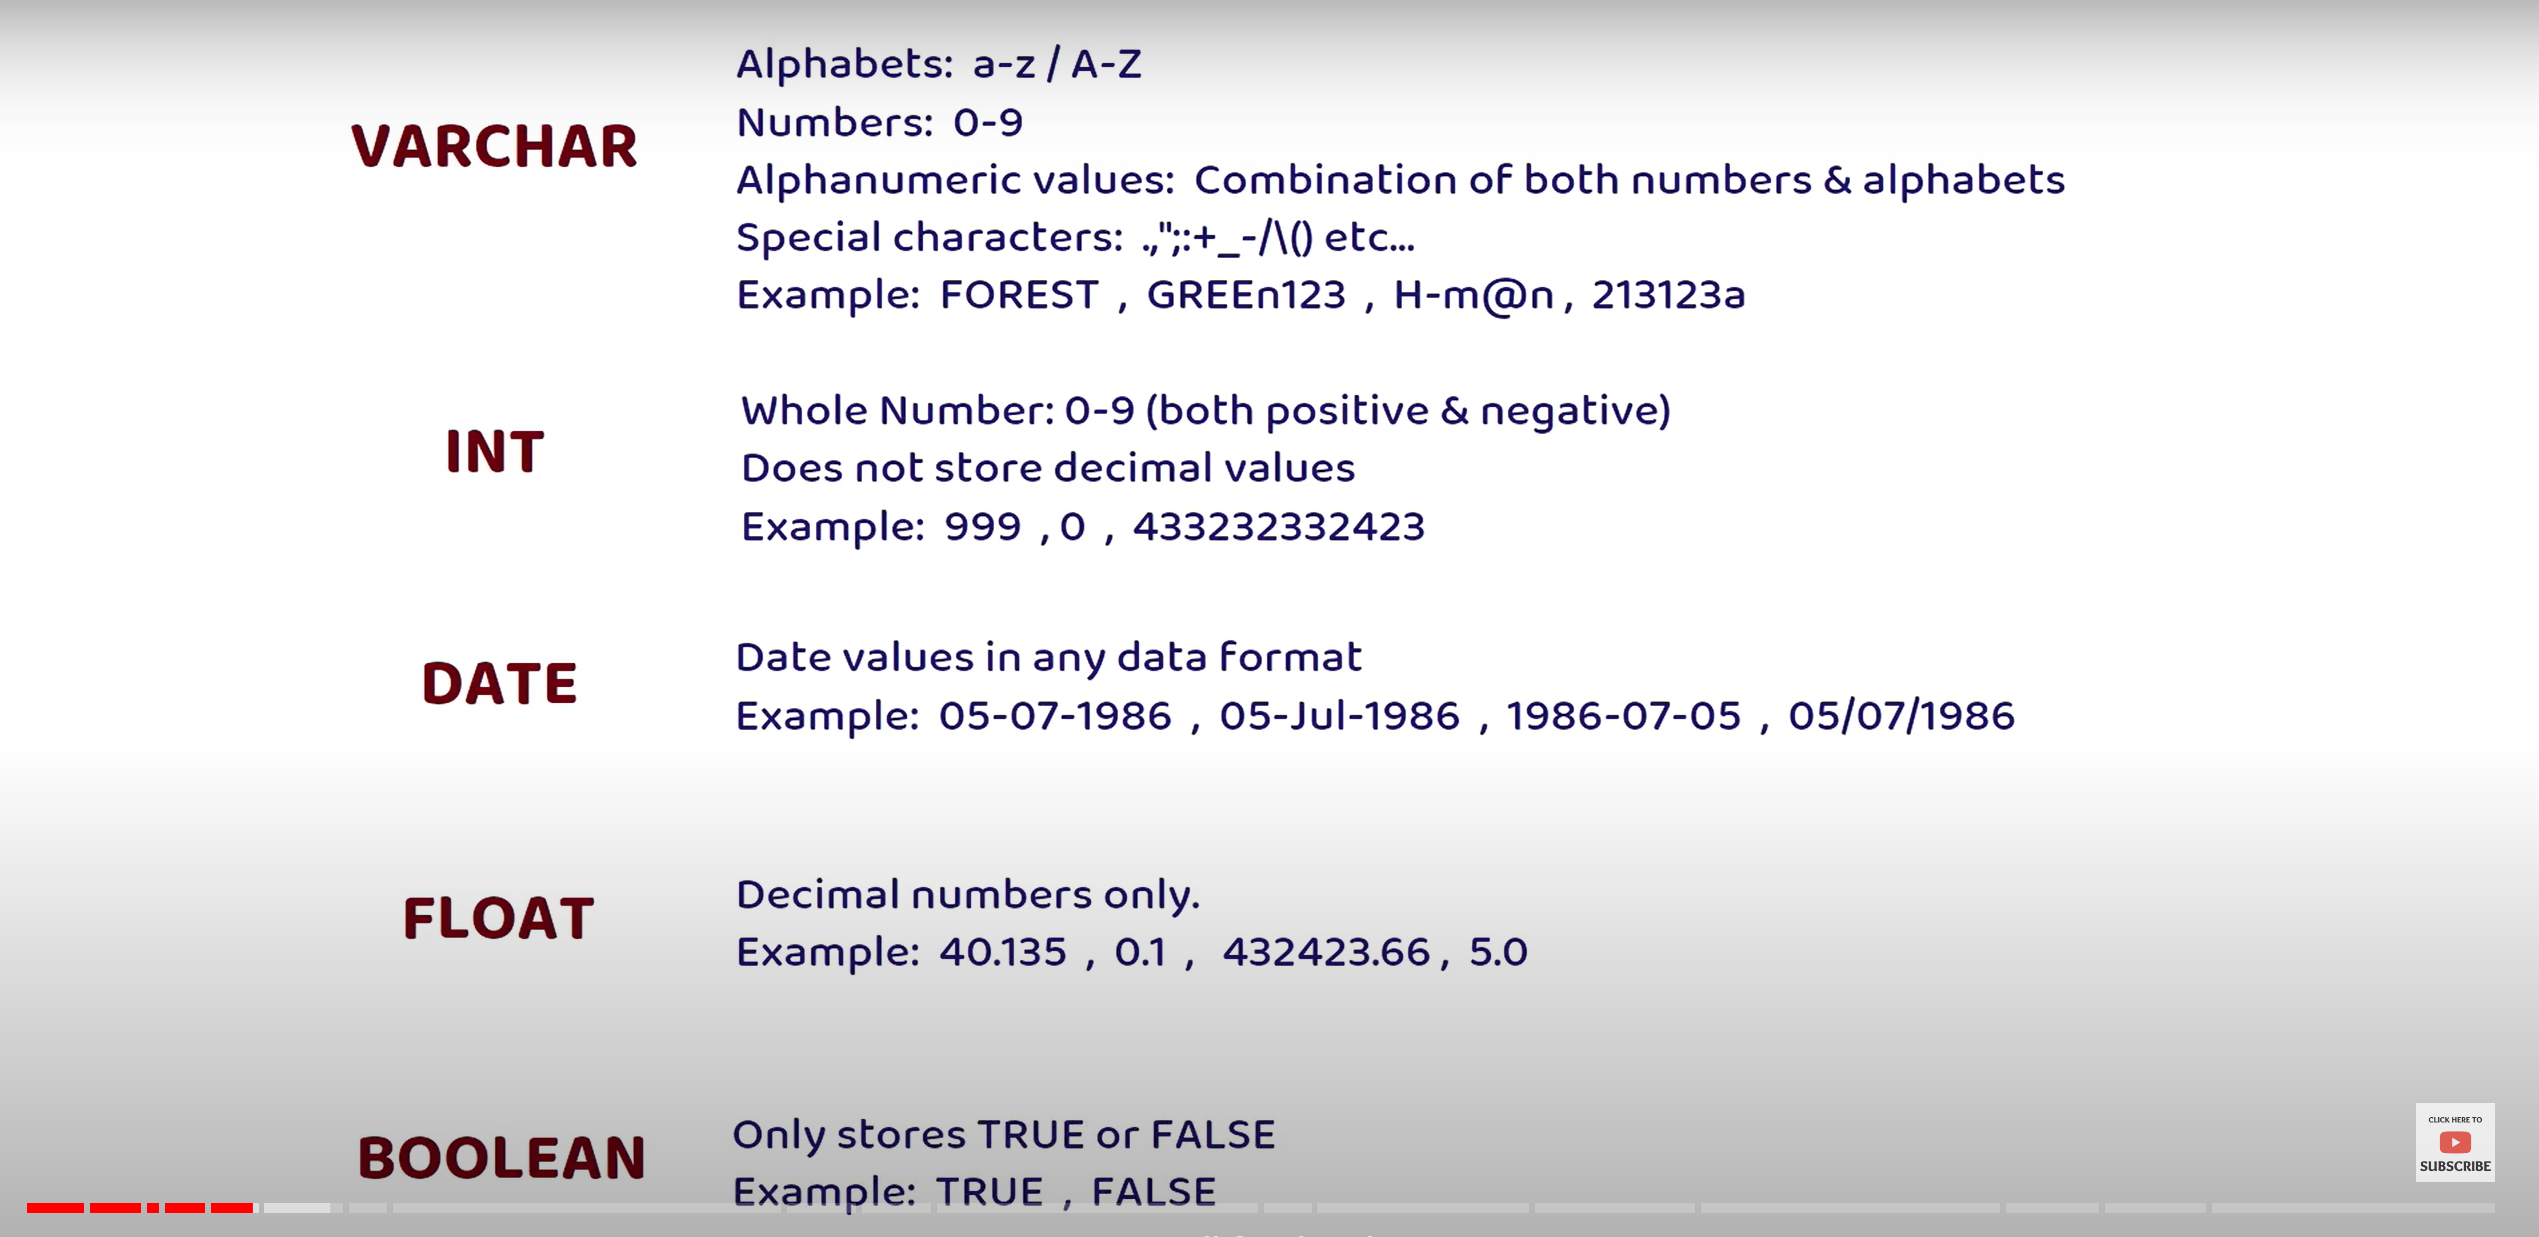 VARCHAR
Alphabets: a-z / A-Z
Numbers: 0-9
Alphanumeric values: Combination of both numbers & alphabets
Special characters: .,";:+_-/\() etc...
Example: FOREST , GREEn123 , H-m@n , 213123a
INT
Whole Number: 0-9 (both positive & negative)
Does not store decimal values
Example: 999 , 0 , 433232332423
DATE
Date values in any data format
Example: 05-07-1986 , 05-Jul-1986 , 1986-07-05 , 05/07/1986
FLOAT
Decimal numbers only.
Example: 40.135 , 0.1 , 432423.66 , 5.0
BOOLEAN
Only stores TRUE or FALSE
Example: TRUE , FALSE
CLICK HERE TO
SUBSCRIBE